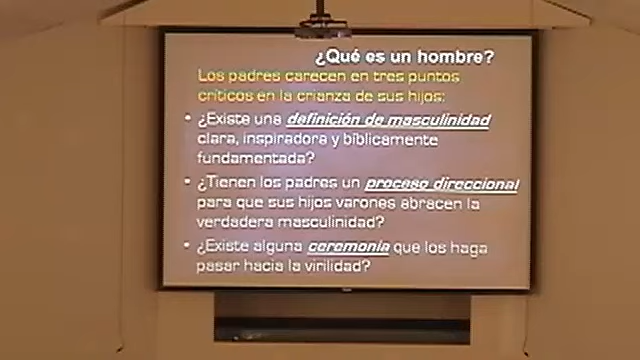 ¿Qué es un hombre?
Los padres carecen en tres puntos
críticos en la crianza de sus hijos:
• ¿Existe una definición de masculinidad
clara, inspiradora y bíblicamente
fundamentada?
• ¿Tienen los padres un proceso direccional
para que sus hijos varones abracen la
verdadera masculinidad?
• ¿Existe alguna ceremonia que los haga
pasar hacia la virilidad?